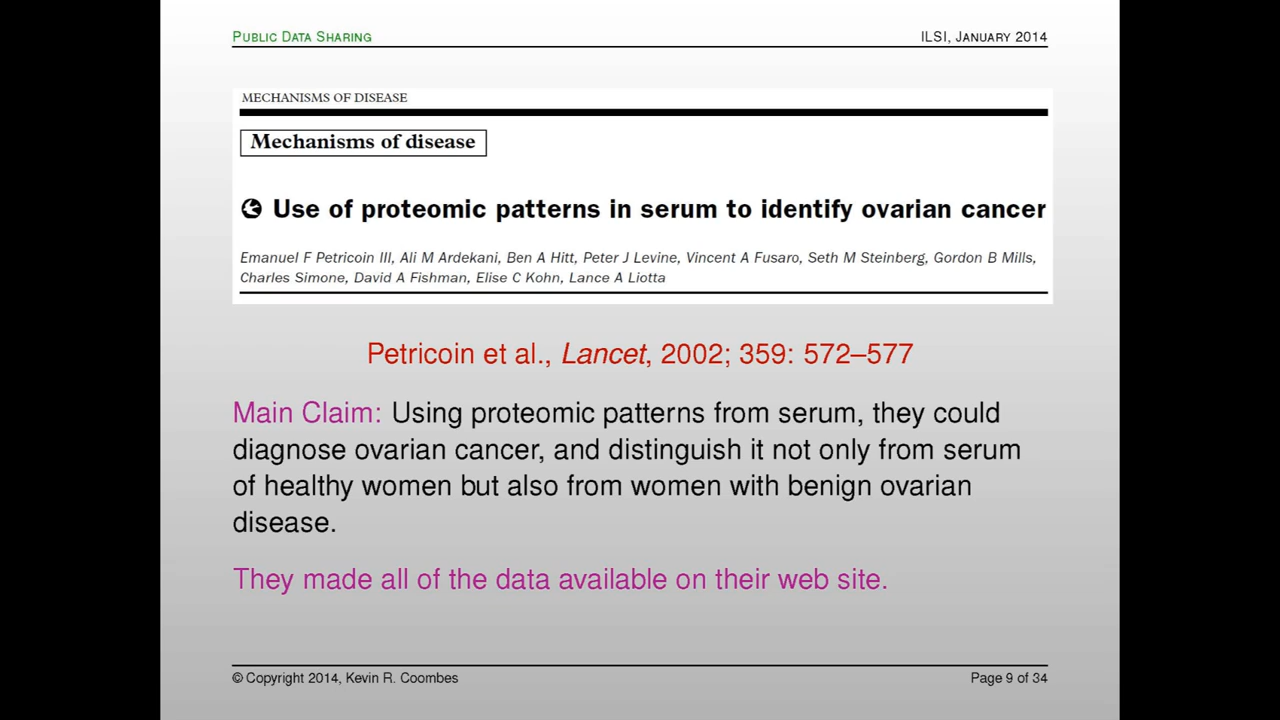 PUBLIC DATA SHARING
ILSI, JANUARY 2014
MECHANISMS OF DISEASE
Mechanisms of disease
Use of proteomic patterns in serum to identify ovarian cancer
Emanuel F Petricoin III, Ali M Ardekani, Ben A Hitt, Peter J Levine, Vincent A Fusaro, Seth M Steinberg, Gordon B Mills,
Charles Simone, David A Fishman, Elise C Kohn, Lance A Liotta
Petricoin et al., Lancet, 2002; 359: 572–577
Main Claim: Using proteomic patterns from serum, they could
diagnose ovarian cancer, and distinguish it not only from serum
of healthy women but also from women with benign ovarian
disease.
They made all of the data available on their web site.
© Copyright 2014, Kevin R. Coombes
Page 9 of 34